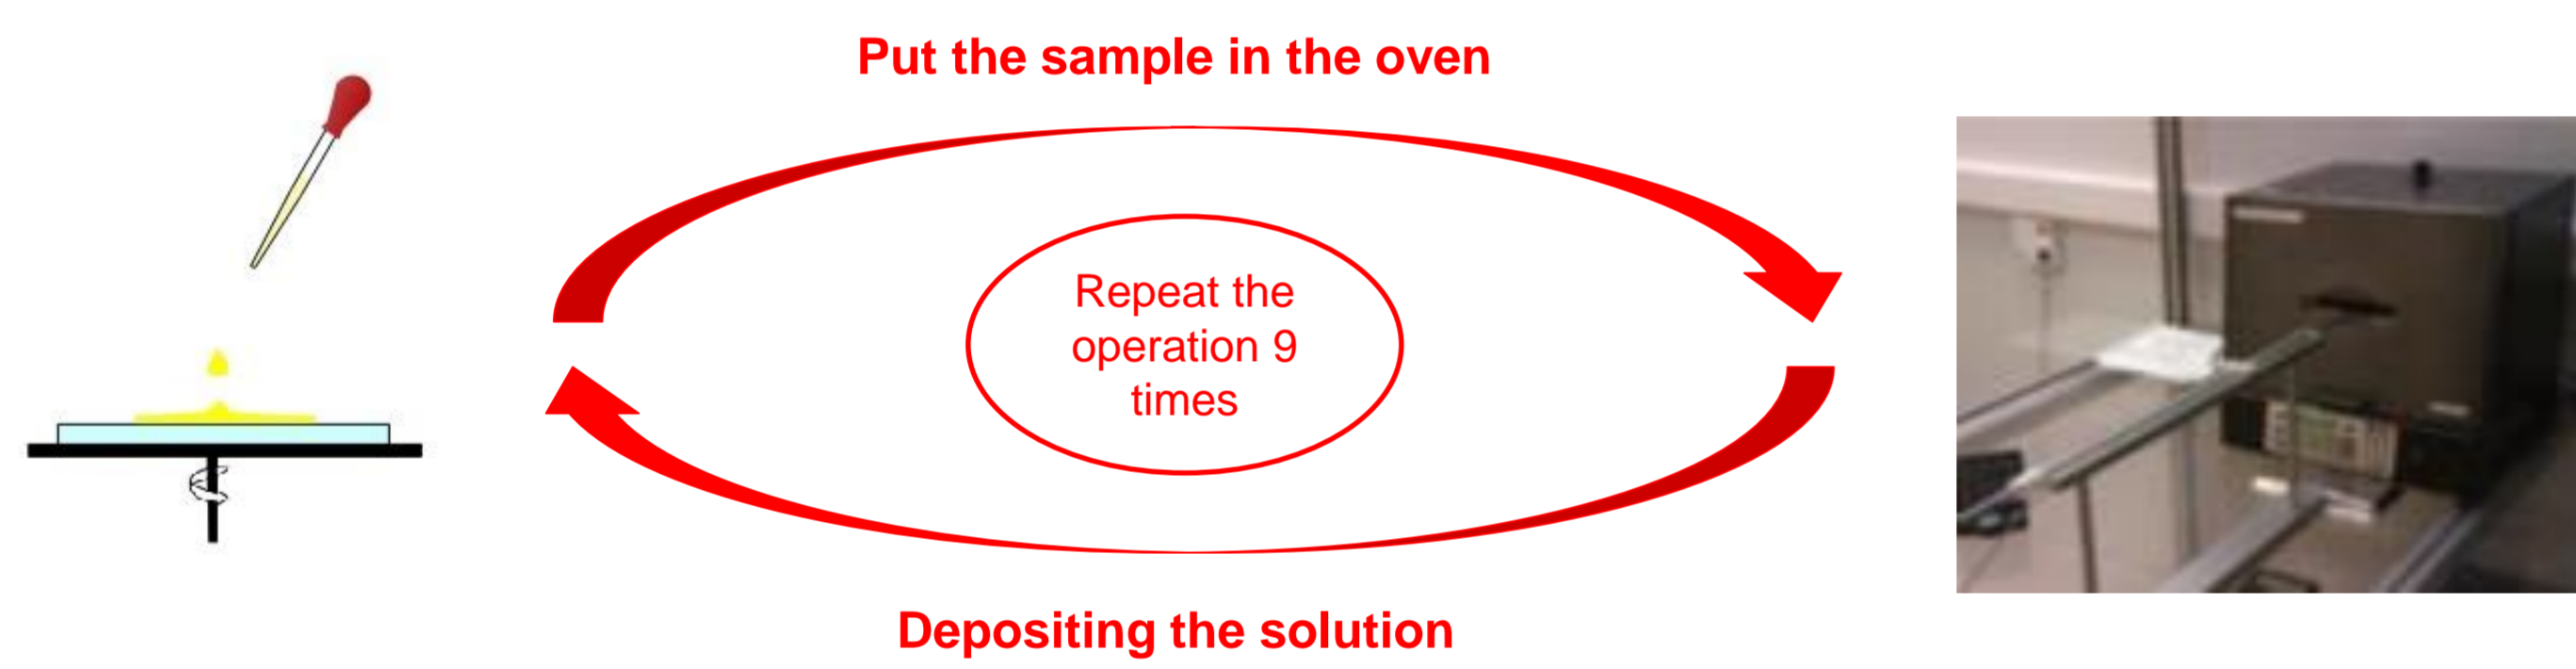 Put the sample in the oven
Repeat the
operation 9
times
Depositing the solution